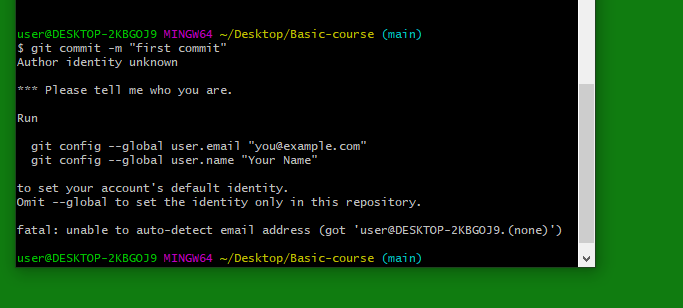 user@DESKTOP-2KBGOJ9 MINGW64 ~/Desktop/Basic-course (main)
$ git commit -m "first commit"
Author identity unknown
*** Please tell me who you are.
Run
  git config --global user.email "you@example.com"
  git config --global user.name "Your Name"
to set your account's default identity.
Omit --global to set the identity only in this repository.
fatal: unable to auto-detect email address (got 'user@DESKTOP-2KBGOJ9.(none)')
user@DESKTOP-2KBGOJ9 MINGW64 ~/Desktop/Basic-course (main)